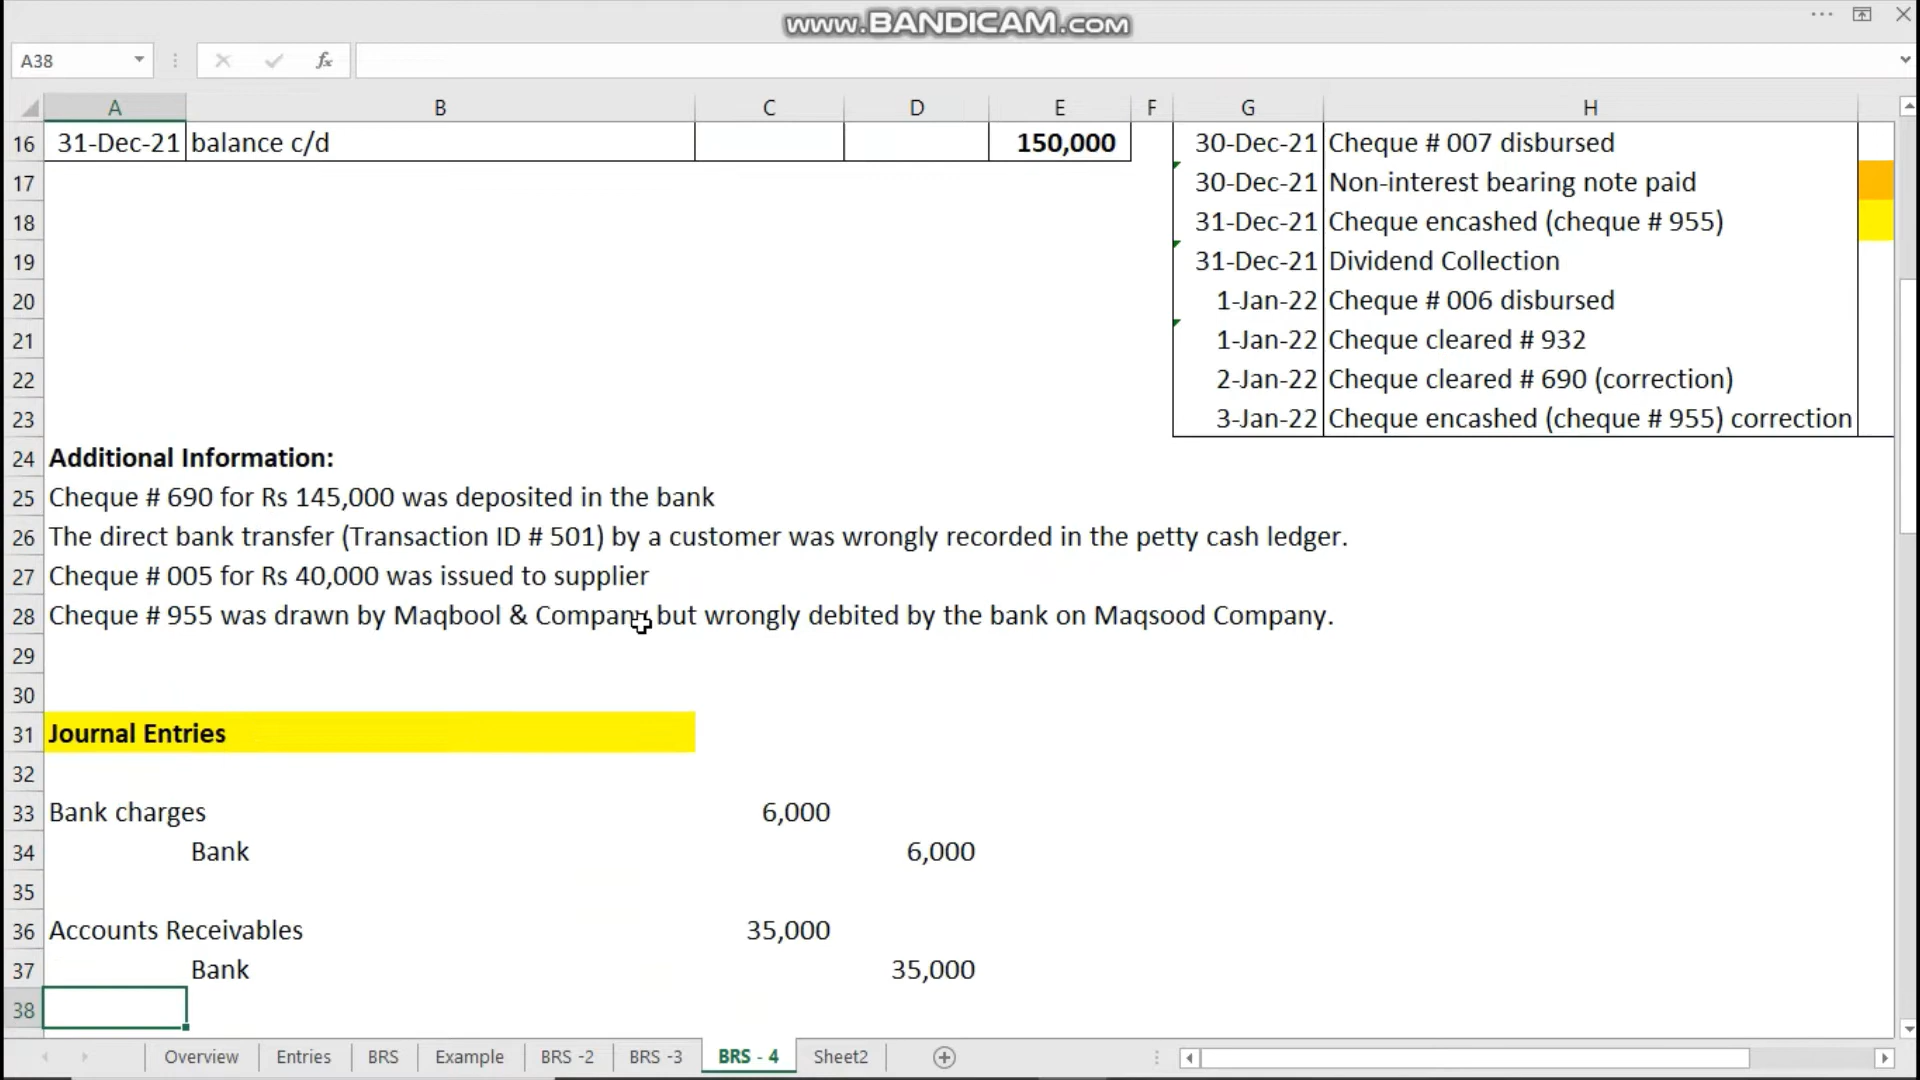 www.BANDICAM.com
A38
fx
A B C D E F G H
16 31-Dec-21 balance c/d 150,000 30-Dec-21 Cheque # 007 disbursed
17 30-Dec-21 Non-interest bearing note paid
18 31-Dec-21 Cheque encashed (cheque # 955)
19 31-Dec-21 Dividend Collection
20 1-Jan-22 Cheque # 006 disbursed
21 1-Jan-22 Cheque cleared # 932
22 2-Jan-22 Cheque cleared # 690 (correction)
23 3-Jan-22 Cheque encashed (cheque # 955) correction
24 Additional Information:
25 Cheque # 690 for Rs 145,000 was deposited in the bank
26 The direct bank transfer (Transaction ID # 501) by a customer was wrongly recorded in the petty cash ledger.
27 Cheque # 005 for Rs 40,000 was issued to supplier
28 Cheque # 955 was drawn by Maqbool & Company but wrongly debited by the bank on Maqsood Company.
29
30
31 Journal Entries
32
33 Bank charges 6,000
34 Bank 6,000
35
36 Accounts Receivables 35,000
37 Bank 35,000
38
Overview Entries BRS Example BRS -2 BRS -3 BRS - 4 Sheet2